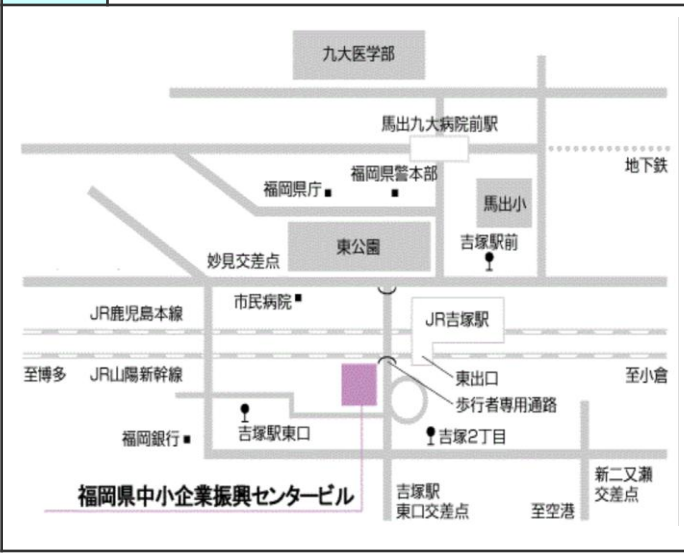 九大医学部
馬出九大病院前駅
地下鉄
福岡県警本部
福岡県庁
馬出小
吉塚駅前
東公園
妙見交差点
市民病院
JR鹿児島本線
JR吉塚駅
至博多
JR山陽新幹線
東出口
至小倉
歩行者専用通路
吉塚駅東口
吉塚2丁目
福岡銀行
新二又瀬
交差点
福岡県中小企業振興センタービル
吉塚駅
東口交差点
至空港